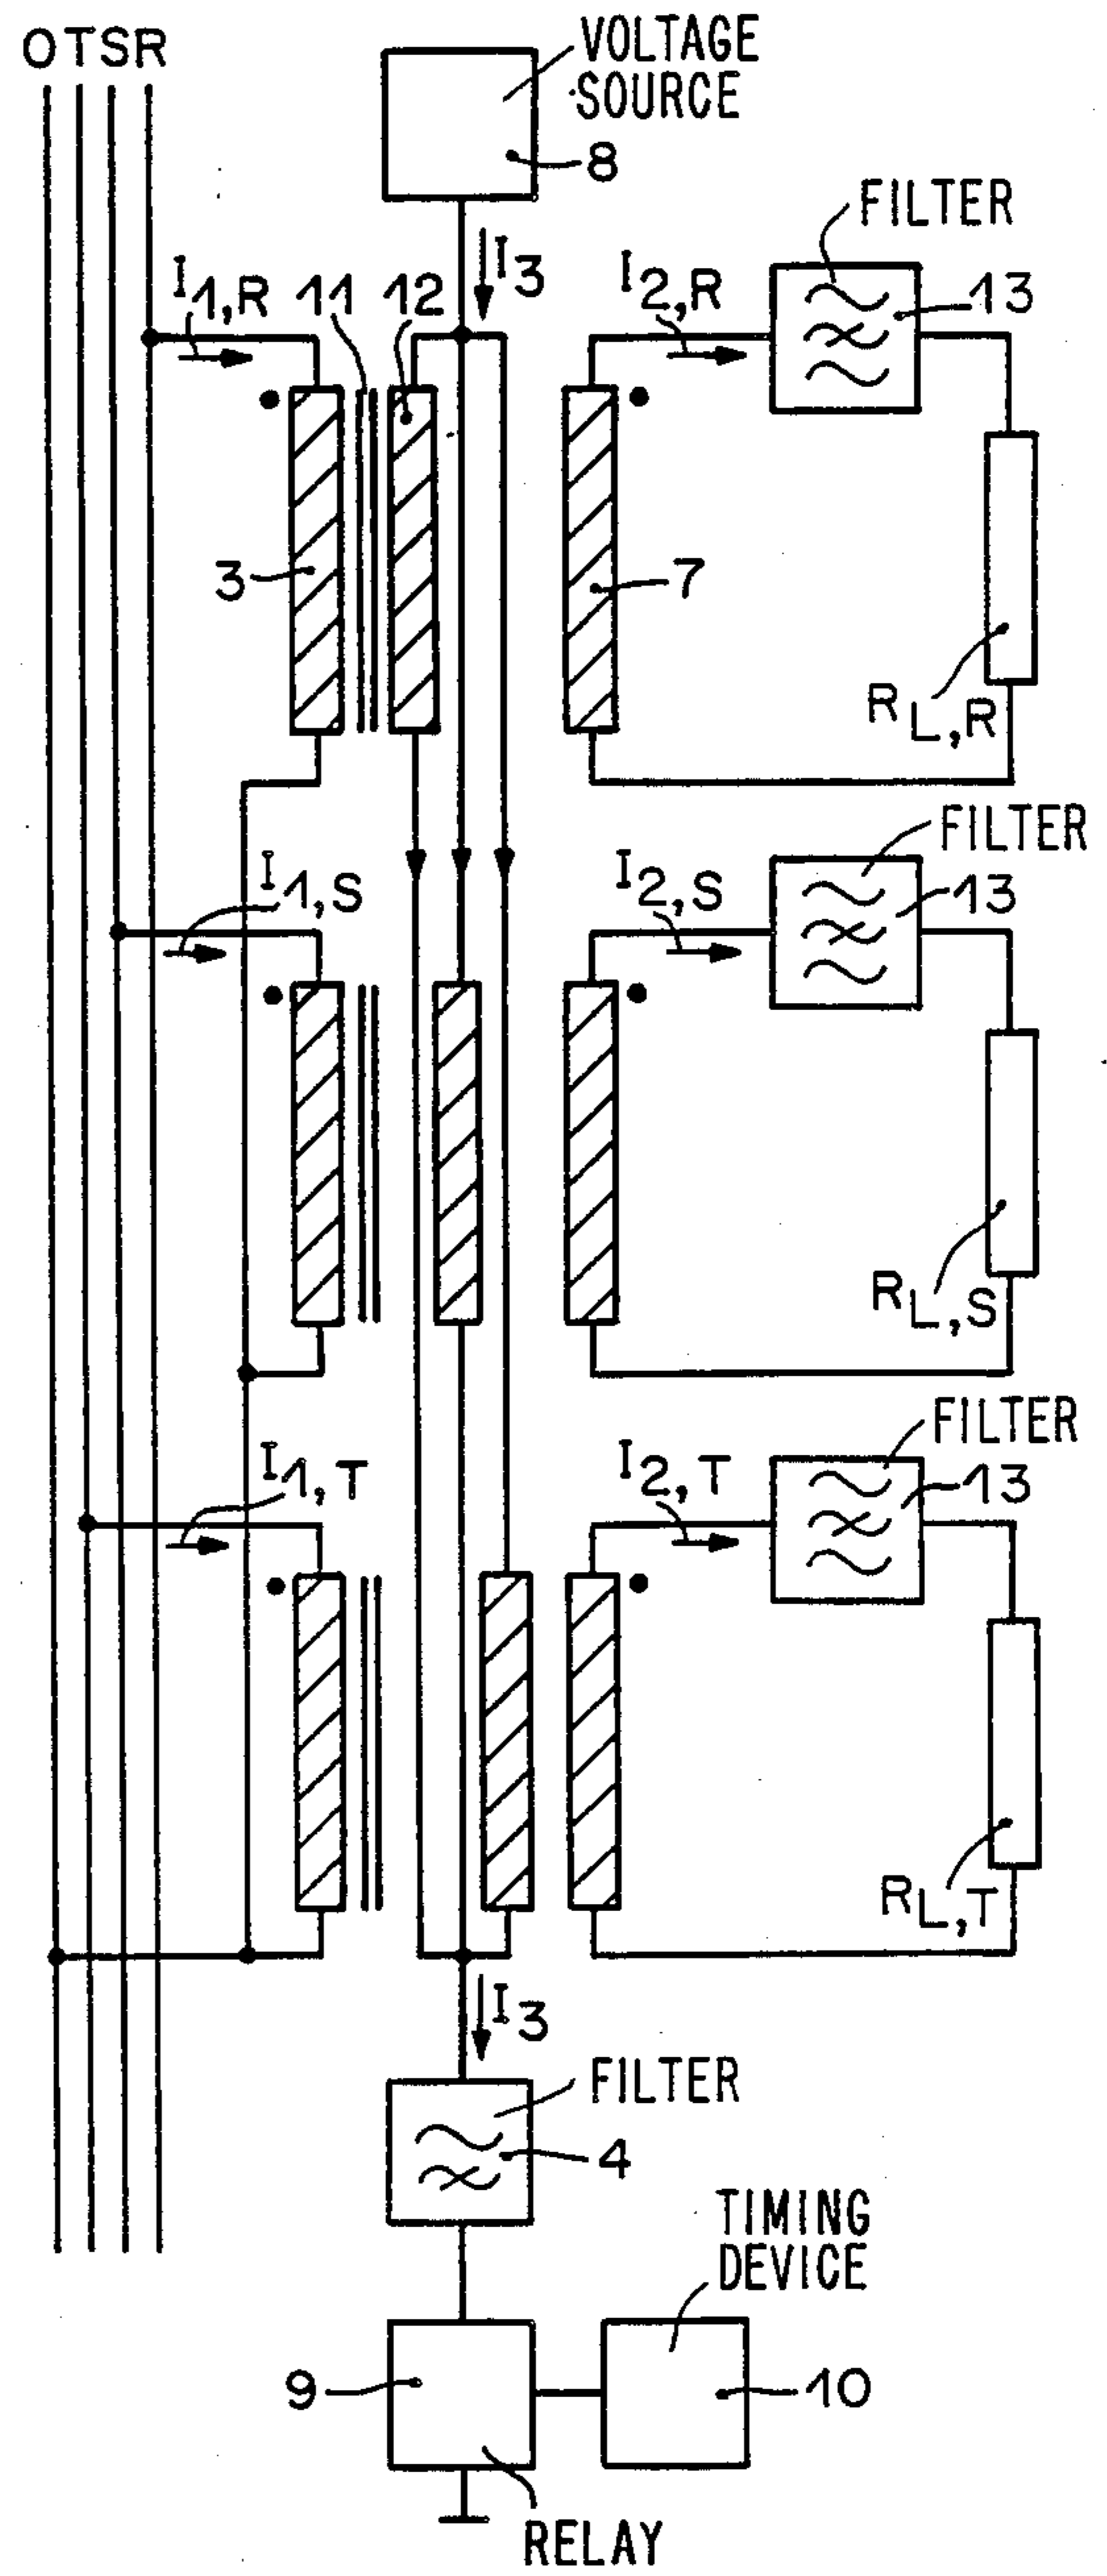 OTSR
VOLTAGE
SOURCE
8
FILTER
I3
I1,R
11
12
I2,R
13
3
7
RL,R
FILTER
I1,S
I2,S
13
RL,S
FILTER
I1,T
I2,T
13
RL,T
I3
FILTER
4
TIMING
DEVICE
9
10
RELAY